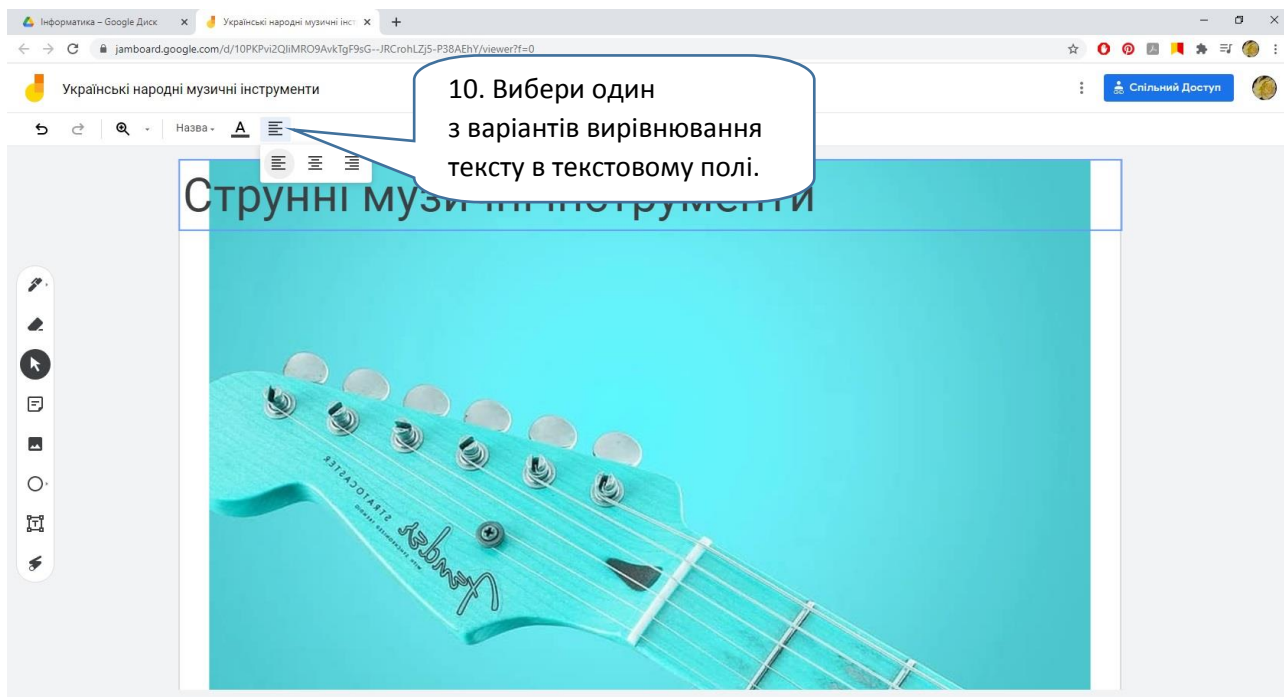 Інформатика – Google Диск
Українські народні музичні інст
jamboard.google.com/d/10PKPvi2QliMRO9AvkTgF9sG--JRCrohLZj5-P38AEhY/viewer?f=0
Українські народні музичні інструменти
Спільний Доступ
Назва
10. Вибери один
з варіантів вирівнювання
тексту в текстовому полі.
Струнні музичні інструменти
Fender
STRATOCASTER